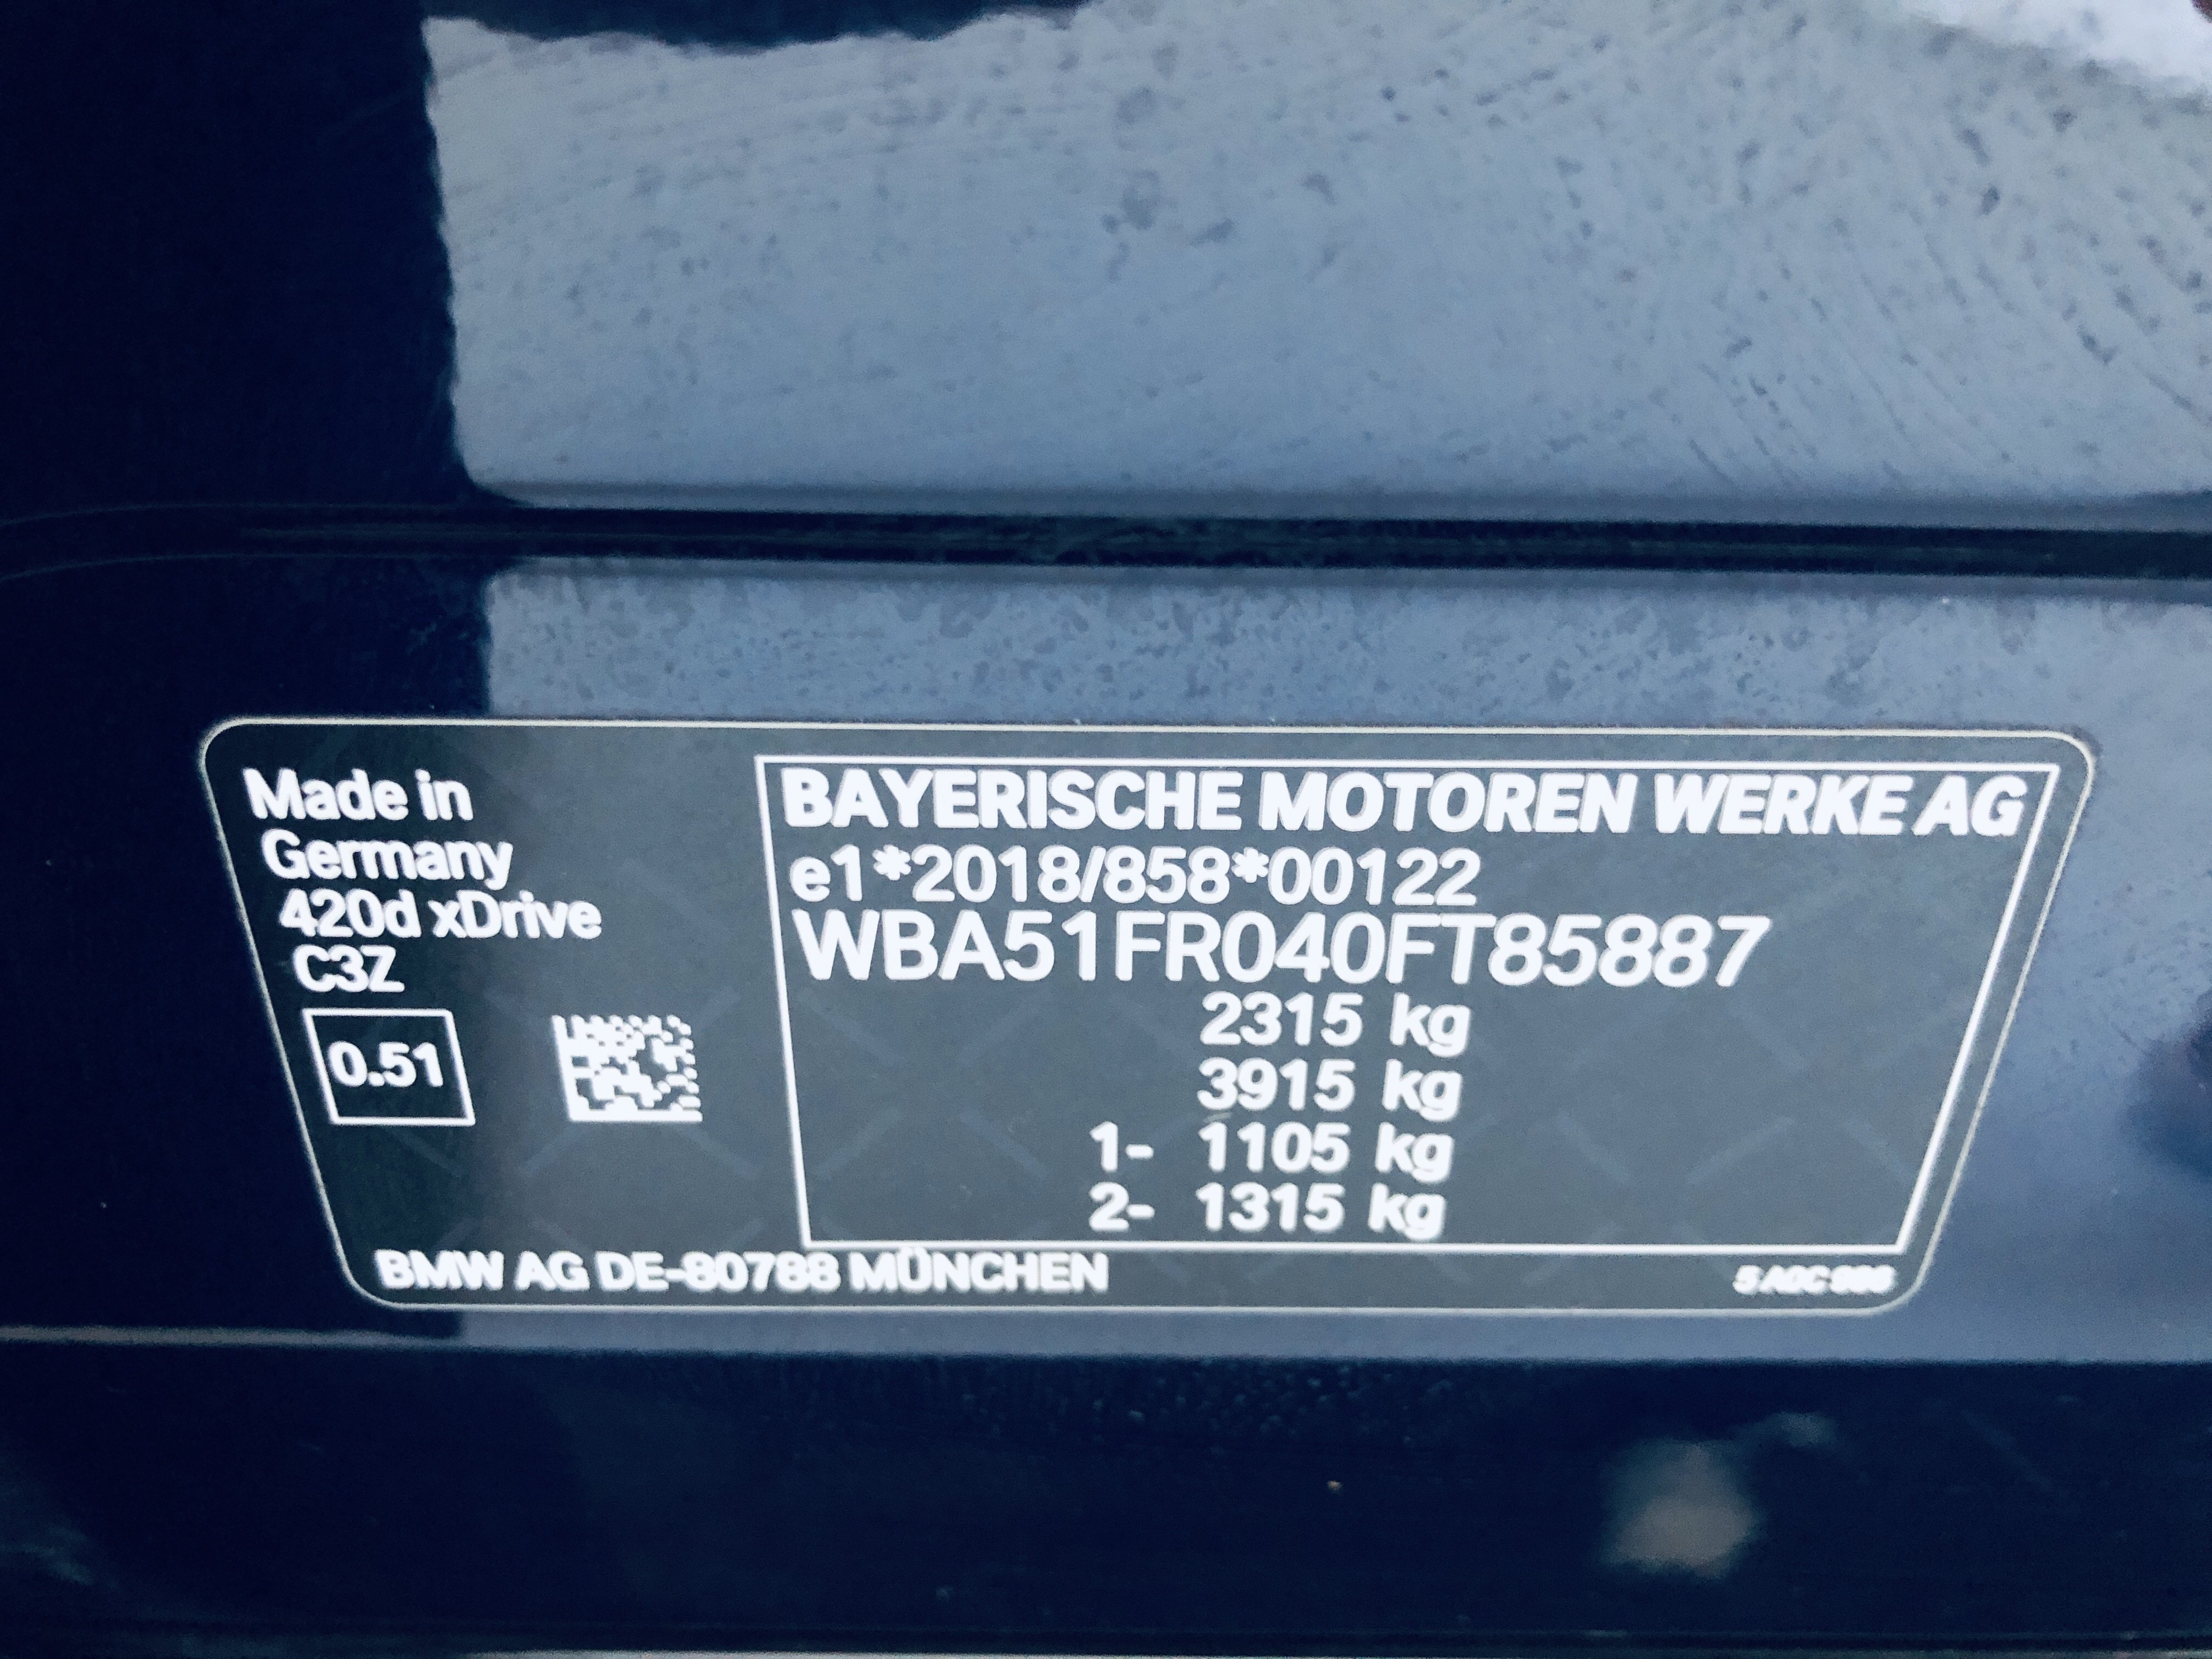 Made in
Germany
420d xDrive
C3Z
0.51
BAYERISCHE MOTOREN WERKE AG
e1*2018/858*00122
WBA51FR040FT85887
2315 kg
3915 kg
1- 1105 kg
2- 1315 kg
BMW AG DE-80788 MÜNCHEN